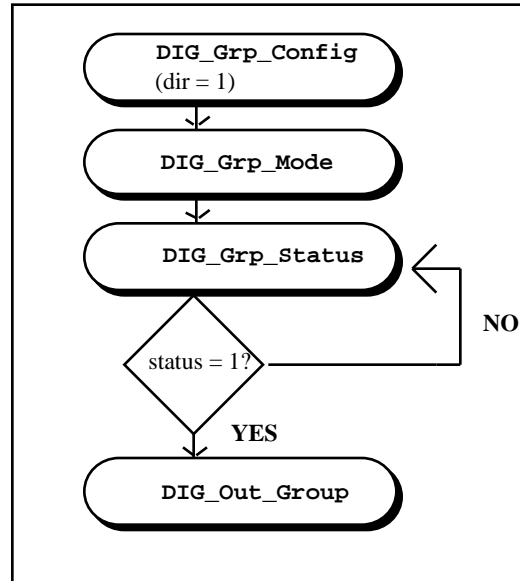 DIG_Grp_Config
(dir = 1)
DIG_Grp_Mode
DIG_Grp_Status
NO
status = 1?
YES
DIG_Out_Group